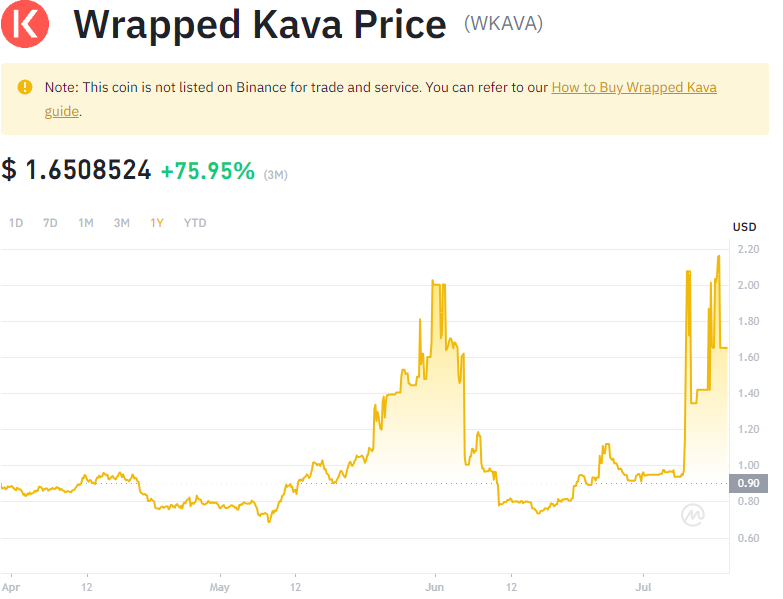 Wrapped Kava Price (WKAVA)
Note: This coin is not listed on Binance for trade and service. You can refer to our How to Buy Wrapped Kava
guide.
$ 1.6508524 +75.95% (3M)
1D 7D 1M 3M 1Y YTD
USD
2.20
2.00
1.80
1.60
1.40
1.20
1.00
0.90
0.80
0.60
Apr 12 May 12 Jun 12 Jul